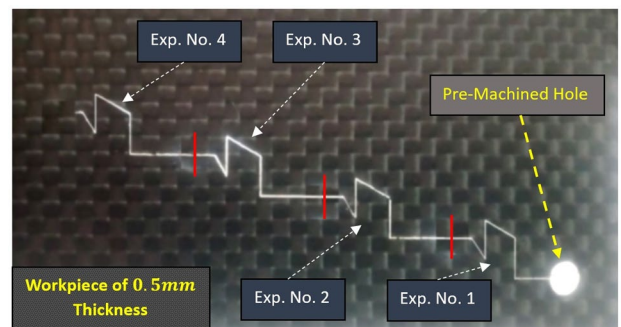 Exp. No. 4
Exp. No. 3
Pre-Machined Hole
Exp. No. 2
Exp. No. 1
Workpiece of 0.5mm
Thickness